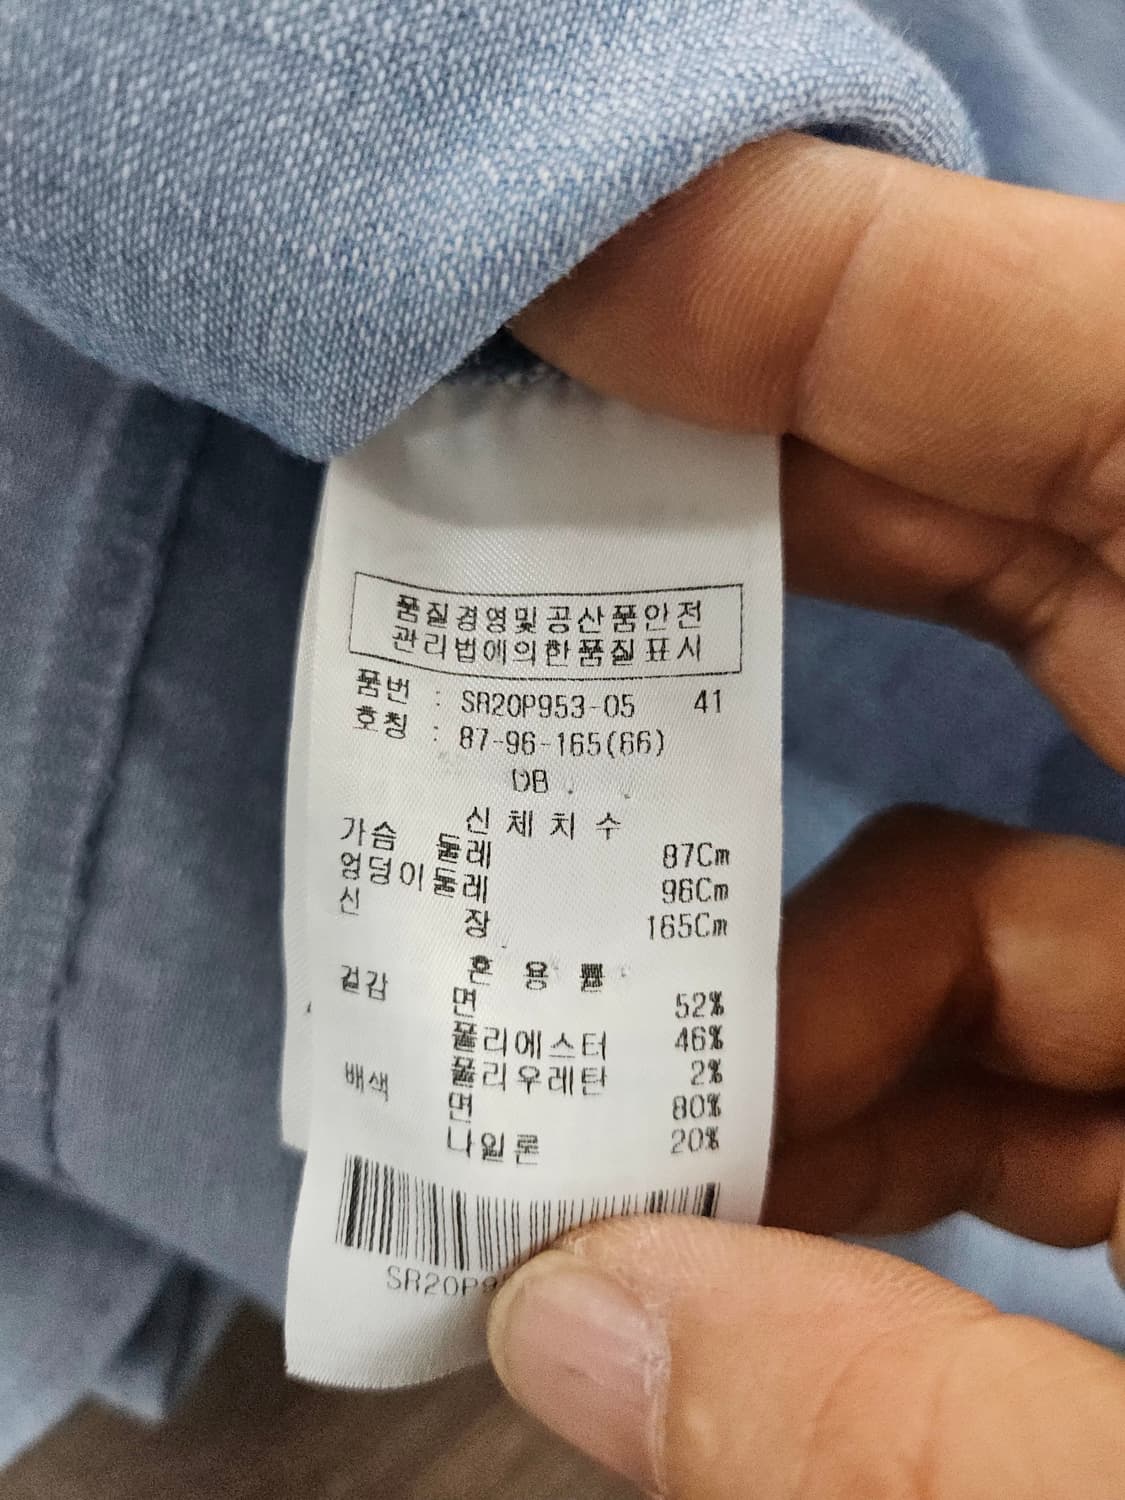 품질경영및공산품안전
관리법에의한품질표시
품번 : SR20P953-05 41
호칭 : 87-96-165(66)
DB
신체치수
가슴 둘레 87Cm
엉덩이둘레 96Cm
신 장 165Cm
혼용률
겉감 면 52%
폴리에스터 46%
폴리우레탄 2%
배색 면 80%
나일론 20%
SR20P9